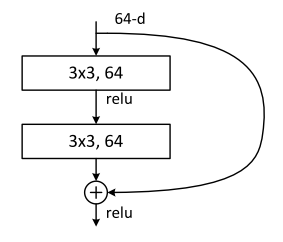 64-d
3x3, 64
relu
3x3, 64
+
relu